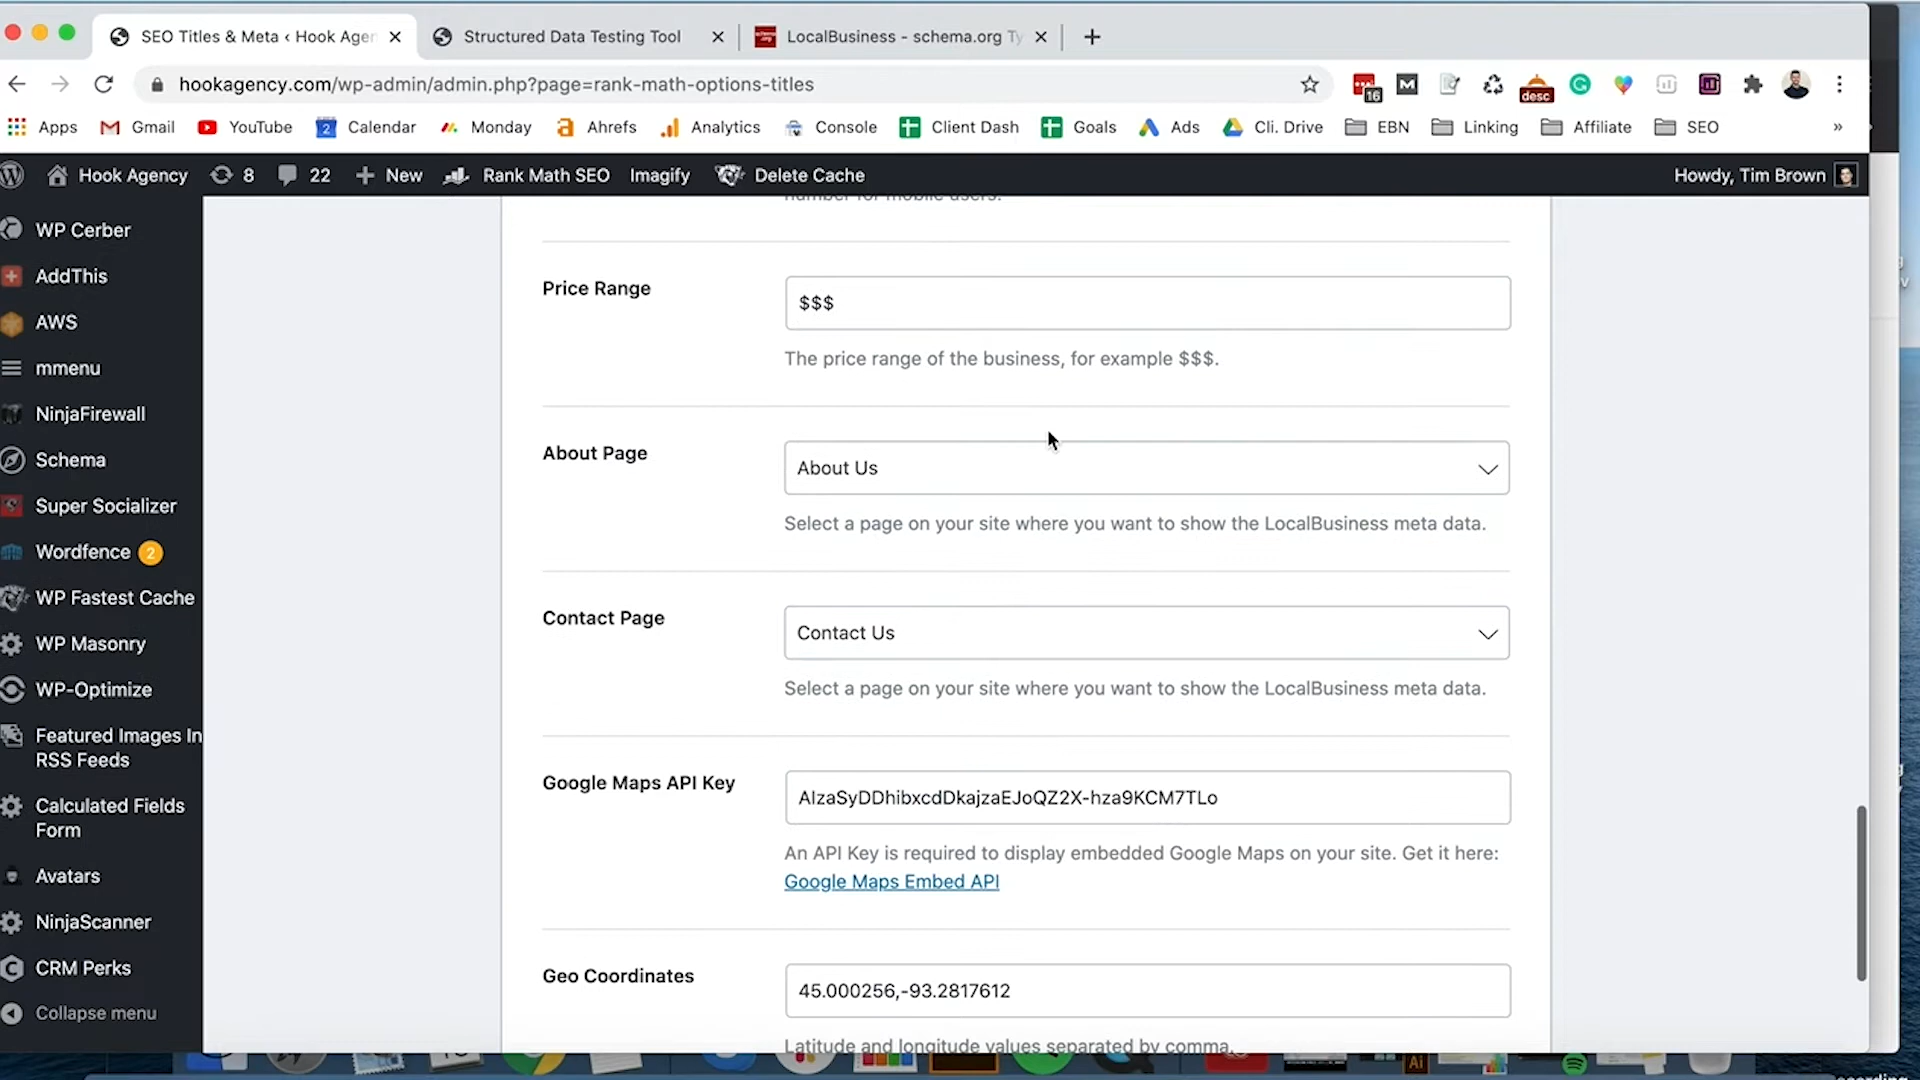 SEO Titles & Meta ‹ Hook Agen
Structured Data Testing Tool
LocalBusiness - schema.org Ty
hookagency.com/wp-admin/admin.php?page=rank-math-options-titles
16
desc
Apps
Gmail
YouTube
2 Calendar
Monday
Ahrefs
Analytics
Console
Client Dash
Goals
Ads
Cli. Drive
EBN
Linking
Affiliate
SEO
»
Hook Agency
8
22
New
Rank Math SEO
Imagify
Delete Cache
Howdy, Tim Brown
WP Cerber
AddThis
AWS
mmenu
NinjaFirewall
Schema
Super Socializer
Wordfence 2
WP Fastest Cache
WP Masonry
WP-Optimize
Featured Images In
RSS Feeds
Calculated Fields
Form
Avatars
NinjaScanner
CRM Perks
Collapse menu
number for mobile users.
Price Range
$$$
The price range of the business, for example $$$.
About Page
About Us
Select a page on your site where you want to show the LocalBusiness meta data.
Contact Page
Contact Us
Select a page on your site where you want to show the LocalBusiness meta data.
Google Maps API Key
AIzaSyDDhibxcdDkajzaEJoQZ2X-hza9KCM7TLo
An API Key is required to display embedded Google Maps on your site. Get it here:
Google Maps Embed API
Geo Coordinates
45.000256,-93.2817612
Latitude and longitude values separated by comma.